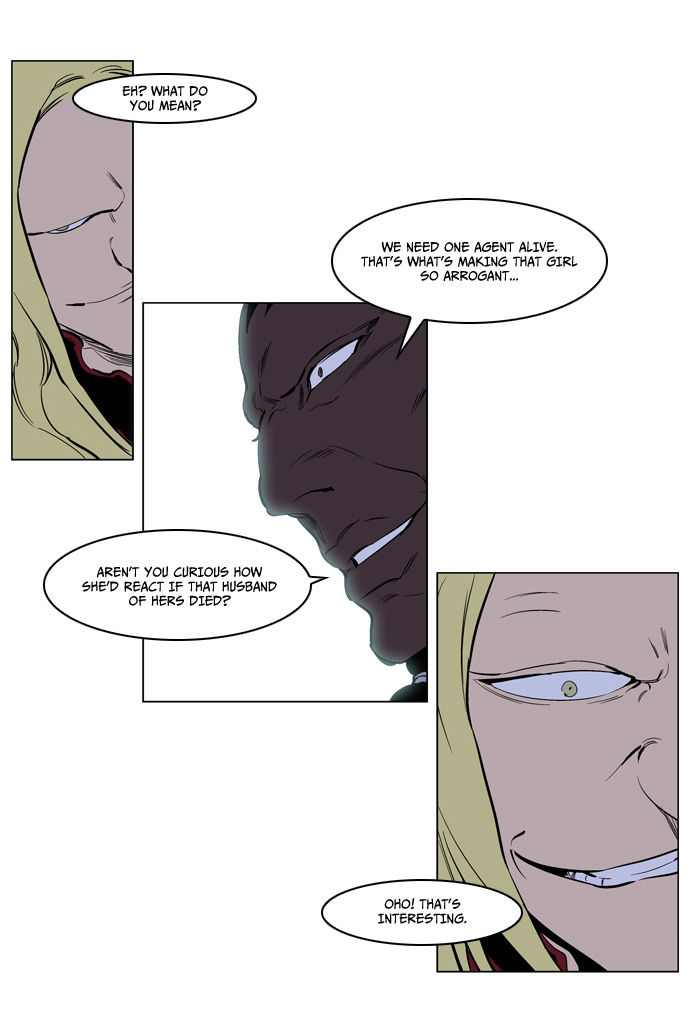 EH? WHAT DO
YOU MEAN?
WE NEED ONE AGENT ALIVE.
THAT'S WHAT'S MAKING THAT GIRL
SO ARROGANT...
AREN'T YOU CURIOUS HOW
SHE'D REACT IF THAT HUSBAND
OF HERS DIED?
OHO! THAT'S
INTERESTING.